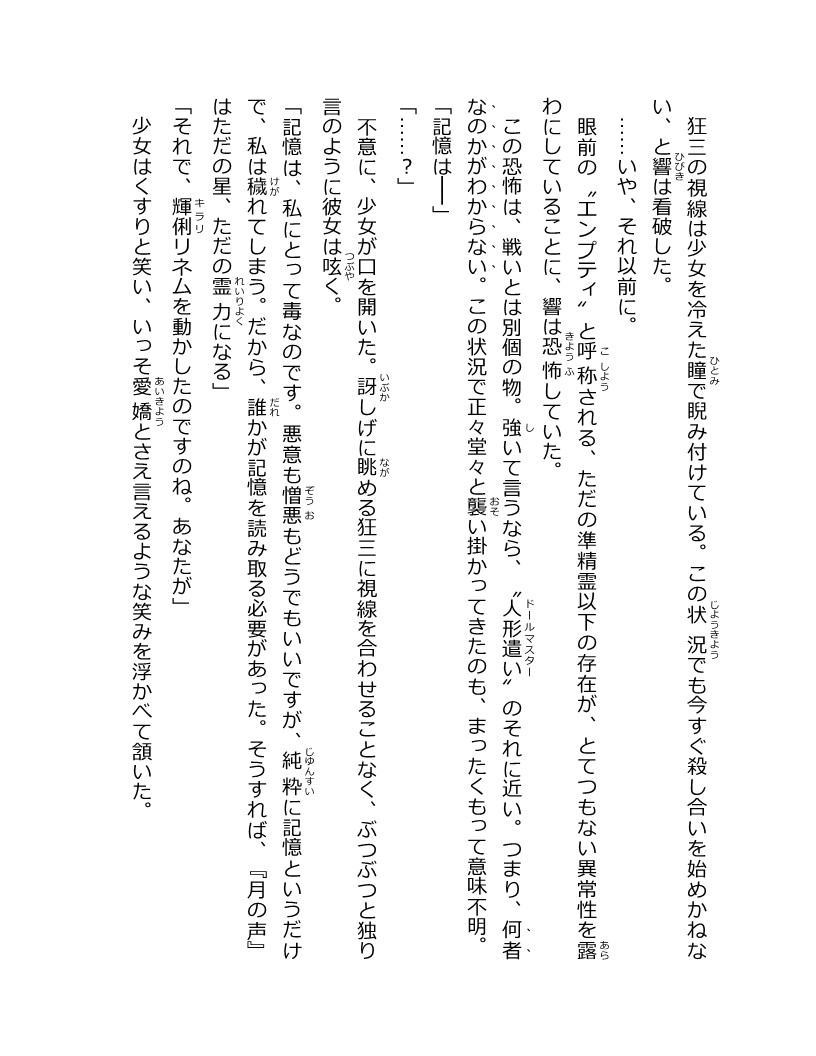 狂三の視線は少女を冷えた瞳で睨み付けている。この状況でも今すぐ殺し合いを始めかねな
い、と響は看破した。
　……いや、それ以前に。
　眼前の〝エンプティ〟と呼称される、ただの準精霊以下の存在が、とてつもない異常性を露
わにしていることに、響は恐怖していた。
　この恐怖は、戦いとは別個の物。強いて言うなら、〝人形遣い〟のそれに近い。つまり、何者
なのかがわからない。この状況で正々堂々と襲い掛かってきたのも、まったくもって意味不明。
「記憶は──」
「……？」
　不意に、少女が口を開いた。訝しげに眺める狂三に視線を合わせることなく、ぶつぶつと独り
言のように彼女は呟く。
「記憶は、私にとって毒なのです。悪意も憎悪もどうでもいいですが、純粋に記憶というだけ
で、私は穢れてしまう。だから、誰かが記憶を読み取る必要があった。そうすれば、『月の声』
はただの星、ただの霊力になる」
「それで、輝俐リネムを動かしたのですのね。あなたが」
　少女はくすりと笑い、いっそ愛嬌とさえ言えるような笑みを浮かべて頷いた。